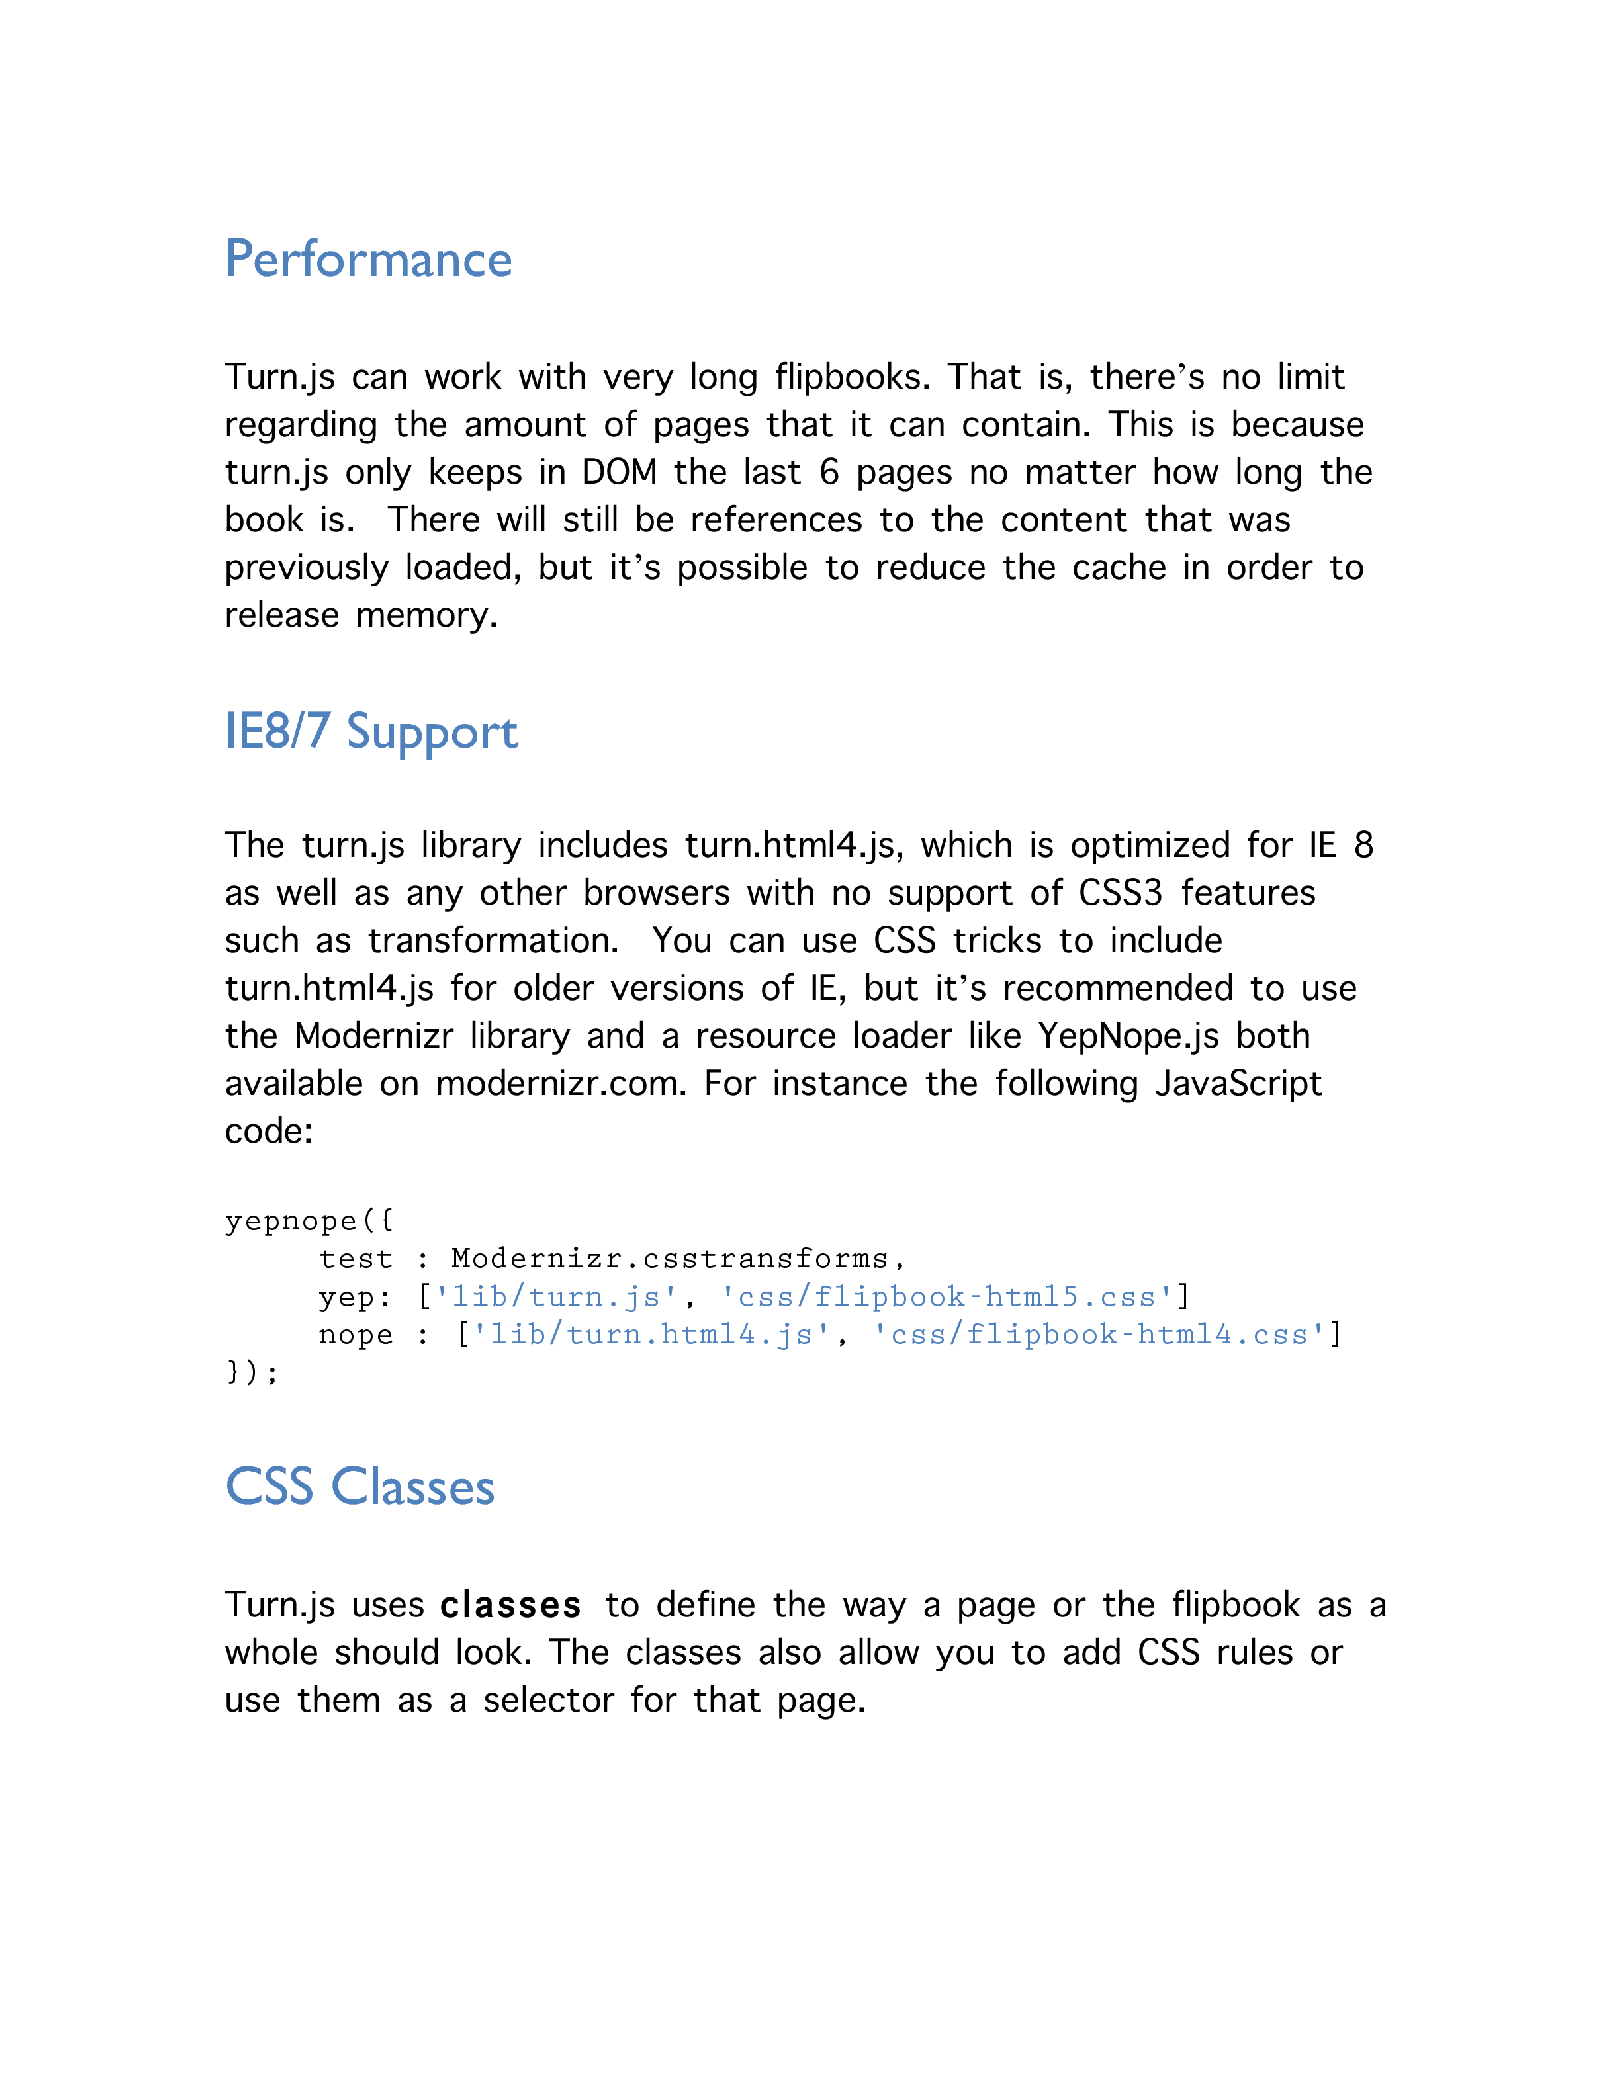 Performance
Turn.js can work with very long flipbooks. That is, there’s no limit
regarding the amount of pages that it can contain. This is because
turn.js only keeps in DOM the last 6 pages no matter how long the
book is.  There will still be references to the content that was
previously loaded, but it’s possible to reduce the cache in order to
release memory.
IE8/7 Support
The turn.js library includes turn.html4.js, which is optimized for IE 8
as well as any other browsers with no support of CSS3 features
such as transformation.  You can use CSS tricks to include
turn.html4.js for older versions of IE, but it’s recommended to use
the Modernizr library and a resource loader like YepNope.js both
available on modernizr.com. For instance the following JavaScript
code:
yepnope({
     test : Modernizr.csstransforms,
     yep: ['lib/turn.js', 'css/flipbook-html5.css']
     nope : ['lib/turn.html4.js', 'css/flipbook-html4.css']
});
CSS Classes
Turn.js uses classes to define the way a page or the flipbook as a
whole should look. The classes also allow you to add CSS rules or
use them as a selector for that page.